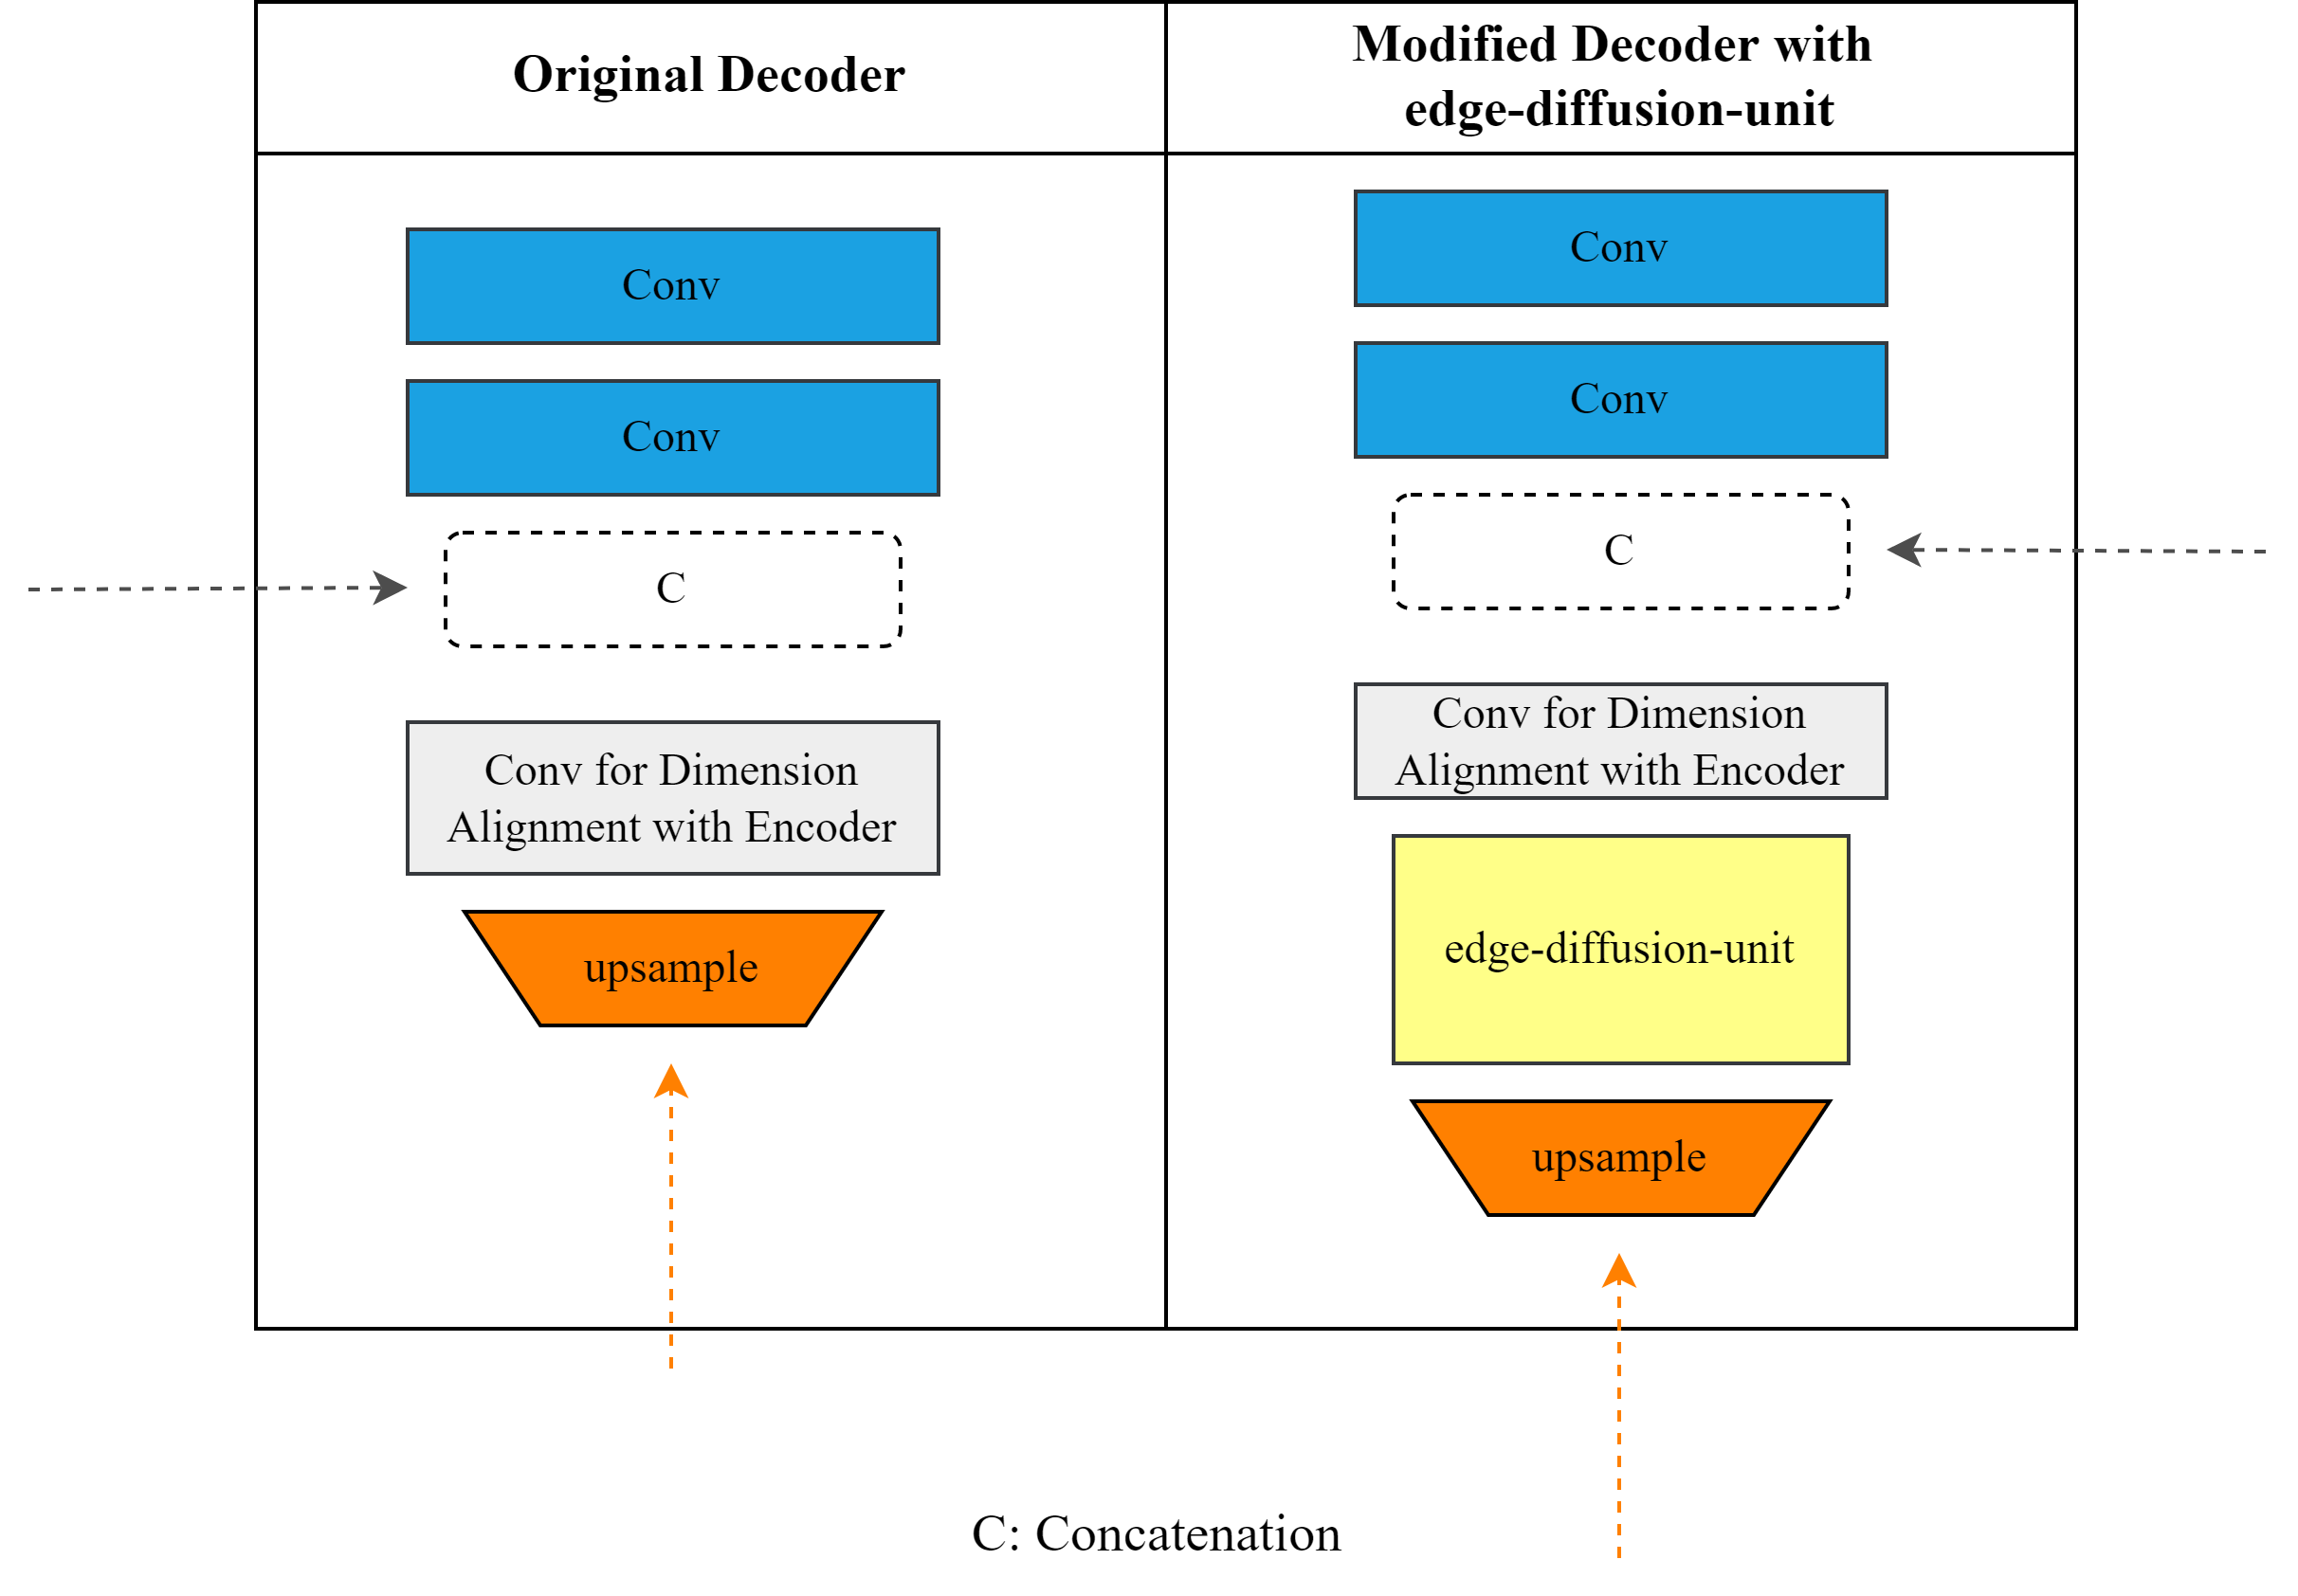 Original Decoder
Conv
Conv
C
Conv for Dimension
Alignment with Encoder
upsample
Modified Decoder with
edge-diffusion-unit
Conv
Conv
C
Conv for Dimension
Alignment with Encoder
edge-diffusion-unit
upsample
C: Concatenation